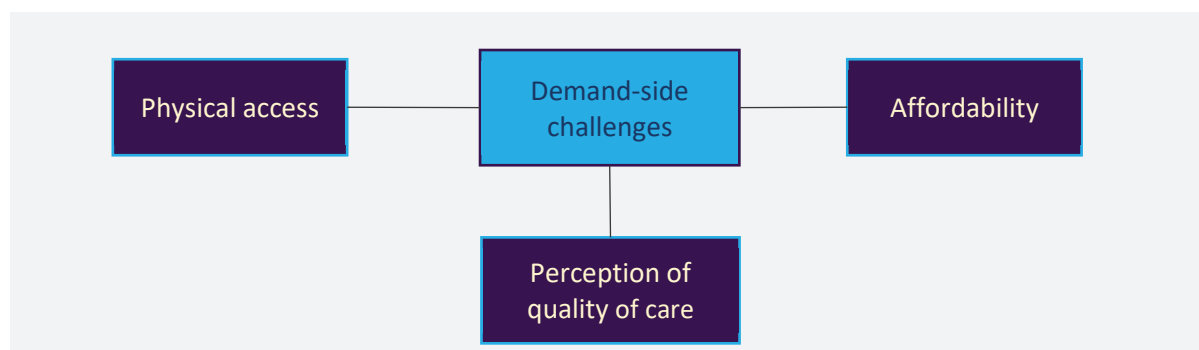 Physical access
Demand-side
challenges
Affordability
Perception of
quality of care